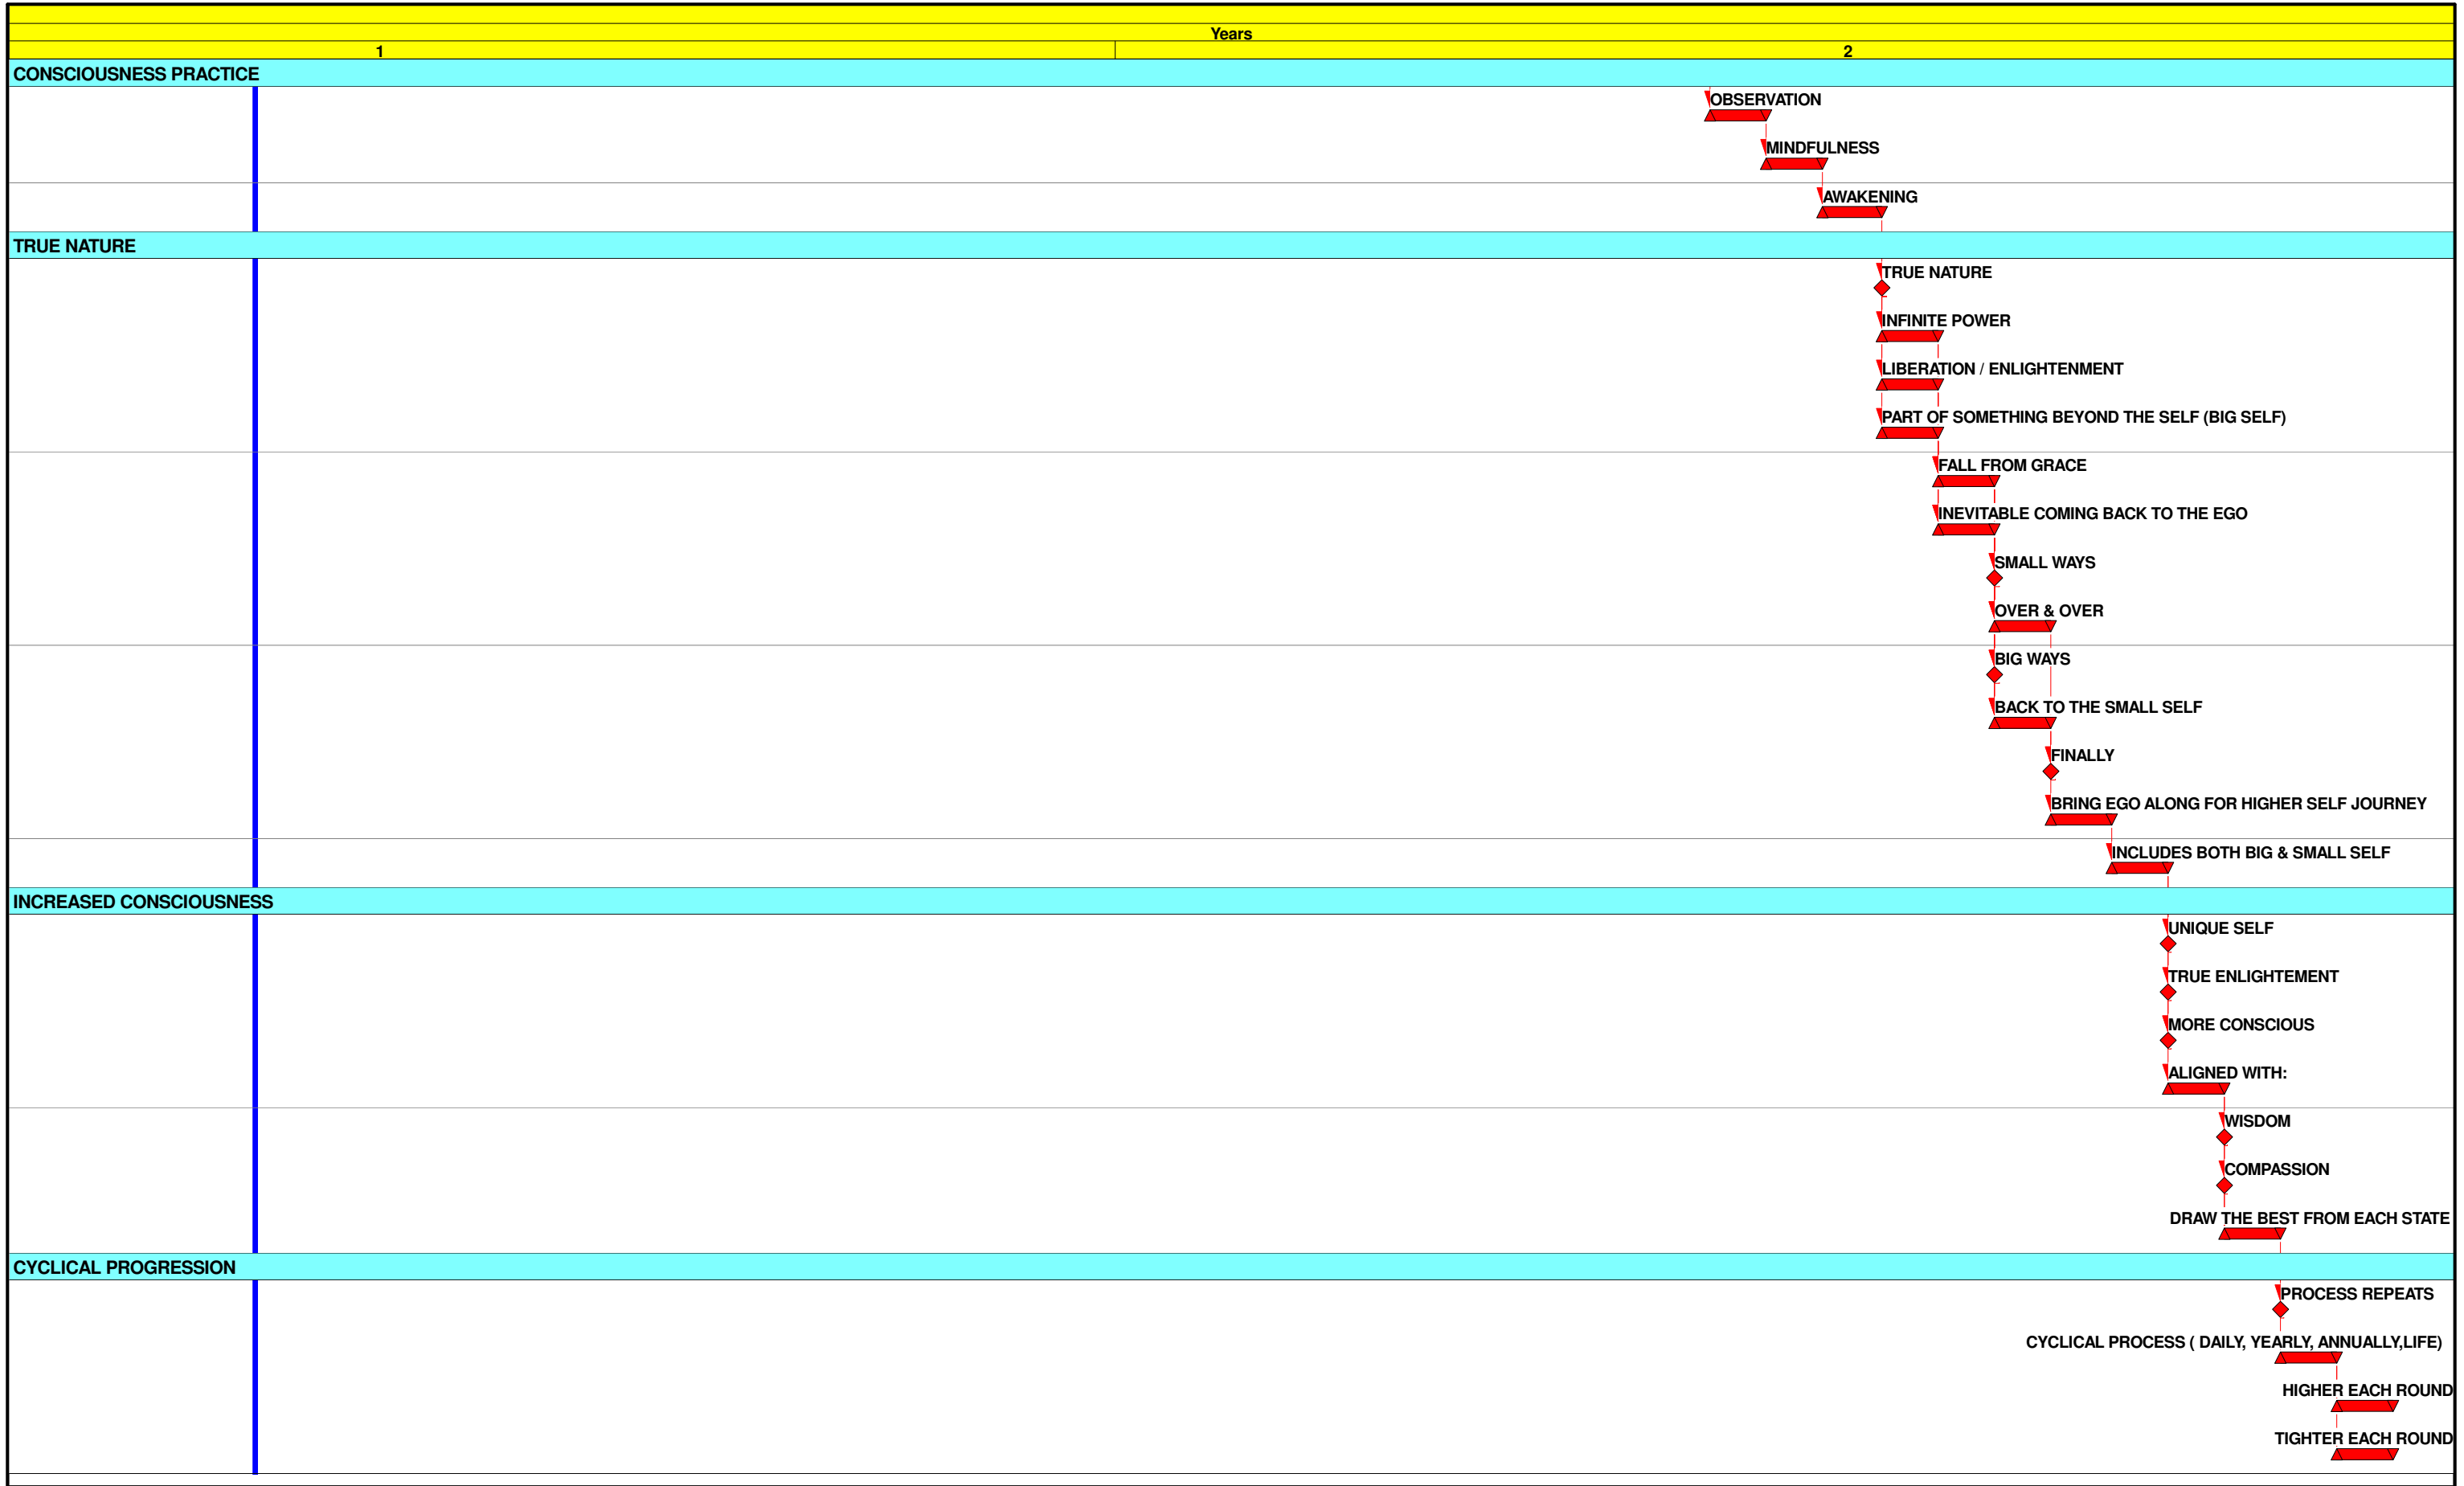 Years
1 2
CONSCIOUSNESS PRACTICE
OBSERVATION
MINDFULNESS
AWAKENING
TRUE NATURE
TRUE NATURE
INFINITE POWER
LIBERATION / ENLIGHTENMENT
PART OF SOMETHING BEYOND THE SELF (BIG SELF)
FALL FROM GRACE
INEVITABLE COMING BACK TO THE EGO
SMALL WAYS
OVER & OVER
BIG WAYS
BACK TO THE SMALL SELF
FINALLY
BRING EGO ALONG FOR HIGHER SELF JOURNEY
INCLUDES BOTH BIG & SMALL SELF
INCREASED CONSCIOUSNESS
UNIQUE SELF
TRUE ENLIGHTEMENT
MORE CONSCIOUS
ALIGNED WITH:
WISDOM
COMPASSION
DRAW THE BEST FROM EACH STATE
CYCLICAL PROGRESSION
PROCESS REPEATS
CYCLICAL PROCESS ( DAILY, YEARLY, ANNUALLY,LIFE)
HIGHER EACH ROUND
TIGHTER EACH ROUND